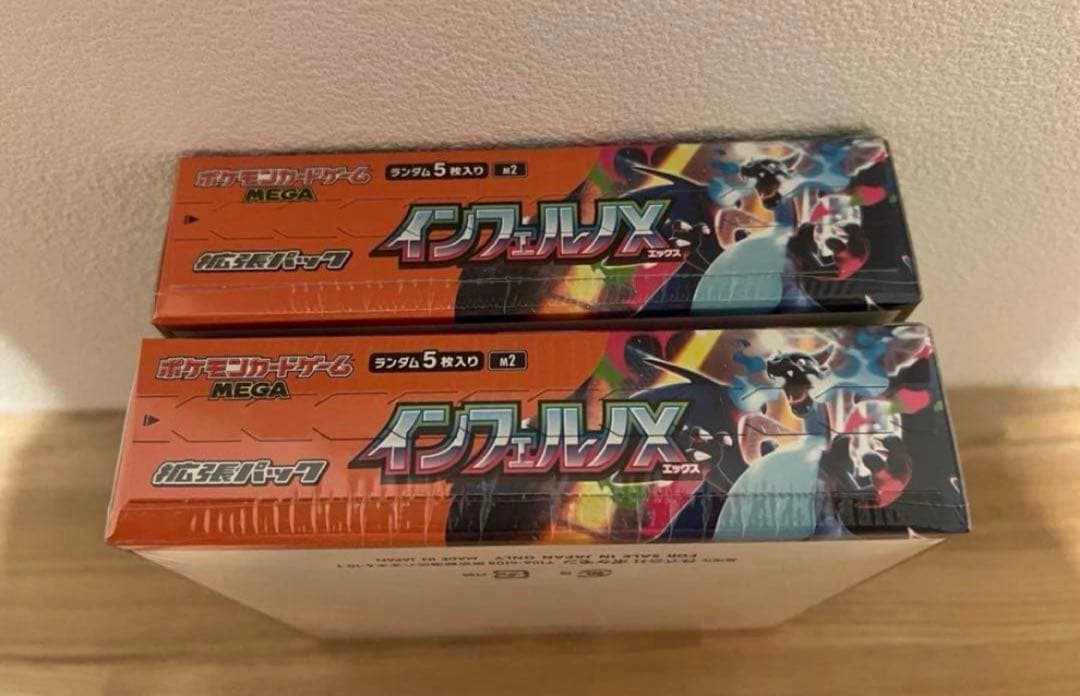 ポケモンカードゲーム
MEGA
ランダム5枚入り
M2
インフェルノX
エックス
拡張パック
ポケモンカードゲーム
MEGA
ランダム5枚入り
M2
インフェルノX
エックス
拡張パック
FOR SALE IN JAPAN ONLY
MADE IN JAPAN